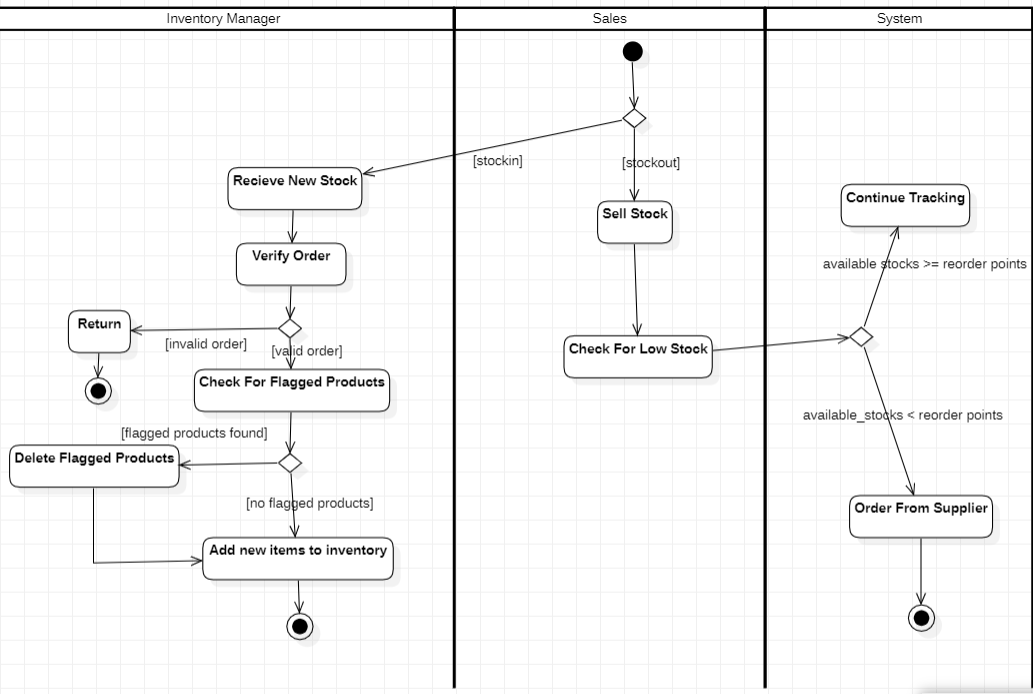 Inventory Manager
Sales
System
[stockin]
[stockout]
Recieve New Stock
Continue Tracking
Sell Stock
Verify Order
available stocks >= reorder points
Return
[invalid order]
[valid order]
Check For Low Stock
Check For Flagged Products
available_stocks < reorder points
[flagged products found]
Delete Flagged Products
[no flagged products]
Order From Supplier
Add new items to inventory